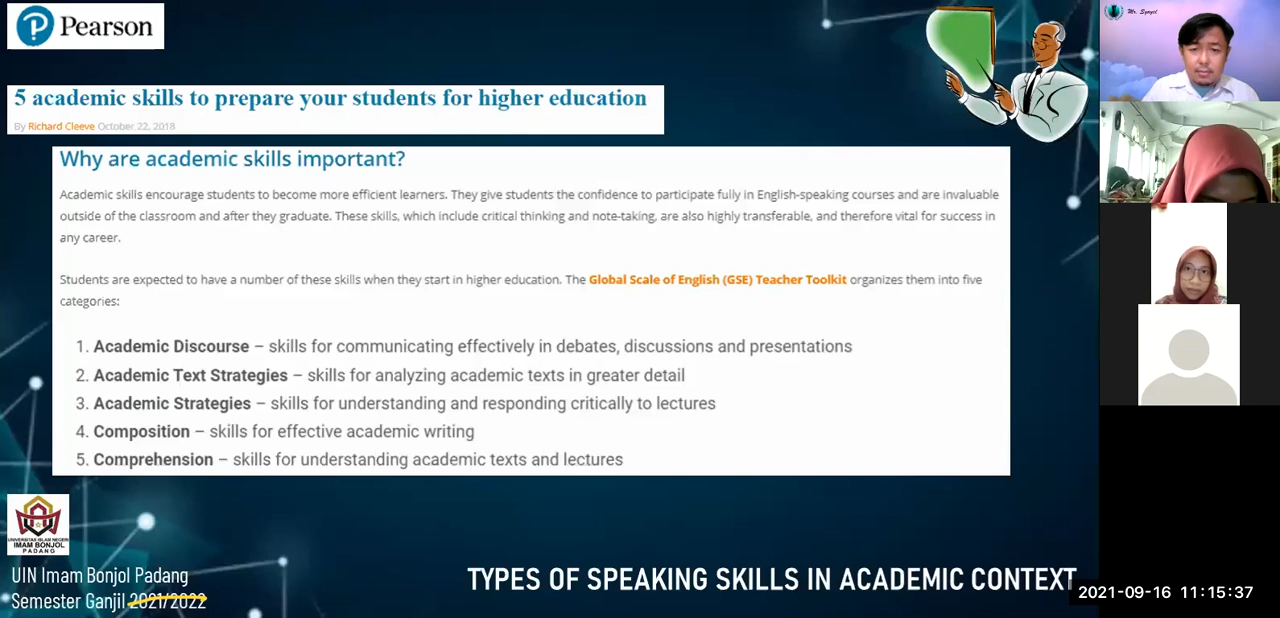 Pearson
5 academic skills to prepare your students for higher education
By Richard Cleeve October 22, 2018
Why are academic skills important?
Academic skills encourage students to become more efficient learners. They give students the confidence to participate fully in English-speaking courses and are invaluable
outside of the classroom and after they graduate. These skills, which include critical thinking and note-taking, are also highly transferable, and therefore vital for success in
any career.
Students are expected to have a number of these skills when they start in higher education. The Global Scale of English (GSE) Teacher Toolkit organizes them into five
categories:
1. Academic Discourse – skills for communicating effectively in debates, discussions and presentations
2. Academic Text Strategies – skills for analyzing academic texts in greater detail
3. Academic Strategies – skills for understanding and responding critically to lectures
4. Composition – skills for effective academic writing
5. Comprehension – skills for understanding academic texts and lectures
UNIVERSITAS ISLAM NEGERI
IMAM BONJOL
PADANG
UIN Imam Bonjol Padang
Semester Ganjil 2021/2022
TYPES OF SPEAKING SKILLS IN ACADEMIC CONTEXT
Mr. Syayid
2021-09-16 11:15:37